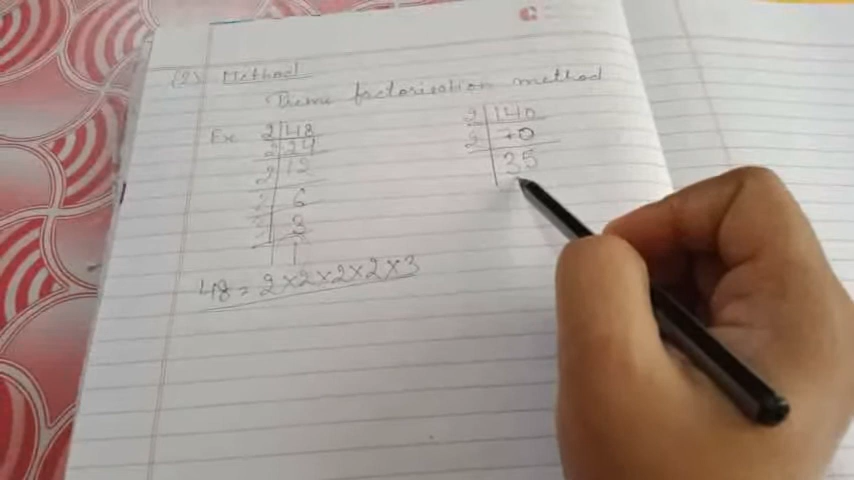 (2) Method
Prime factorisation method
Ex 2 | 48
2 | 24
2 | 12
2 | 6
3 | 3
1
48 = 2×2×2×2×3
2 | 140
2 | 70
35